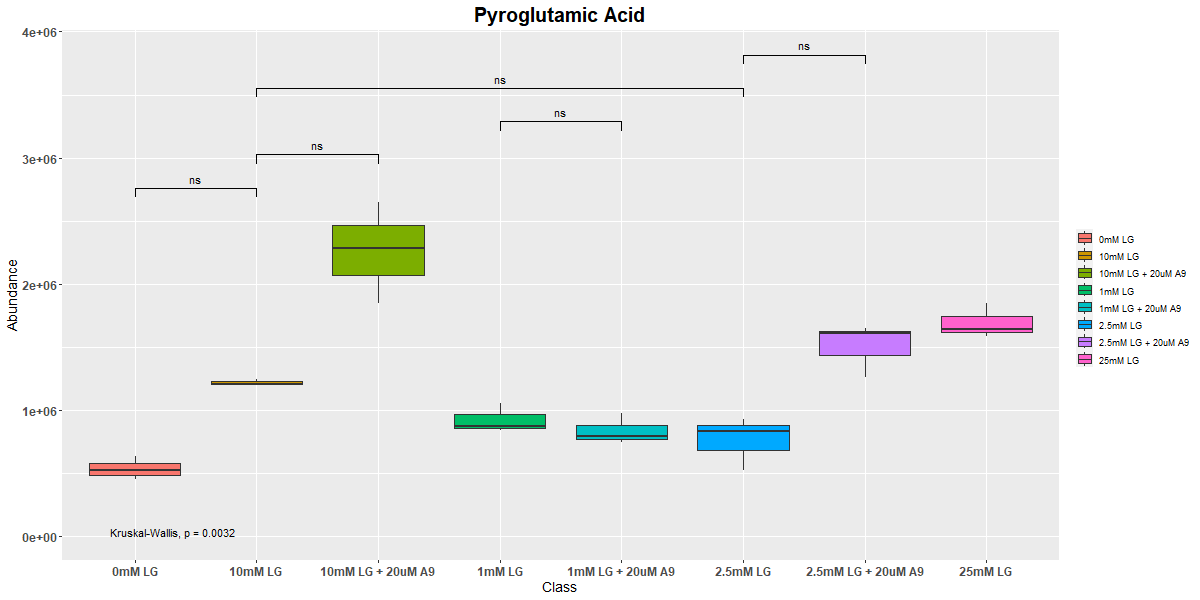 Pyroglutamic Acid
4e+06
3e+06
2e+06
1e+06
0e+00
Abundance
ns
ns
ns
ns
ns
Kruskal-Wallis, p = 0.0032
0mM LG
10mM LG
10mM LG + 20uM A9
1mM LG
1mM LG + 20uM A9
2.5mM LG
2.5mM LG + 20uM A9
25mM LG
Class
0mM LG
10mM LG
10mM LG + 20uM A9
1mM LG
1mM LG + 20uM A9
2.5mM LG
2.5mM LG + 20uM A9
25mM LG